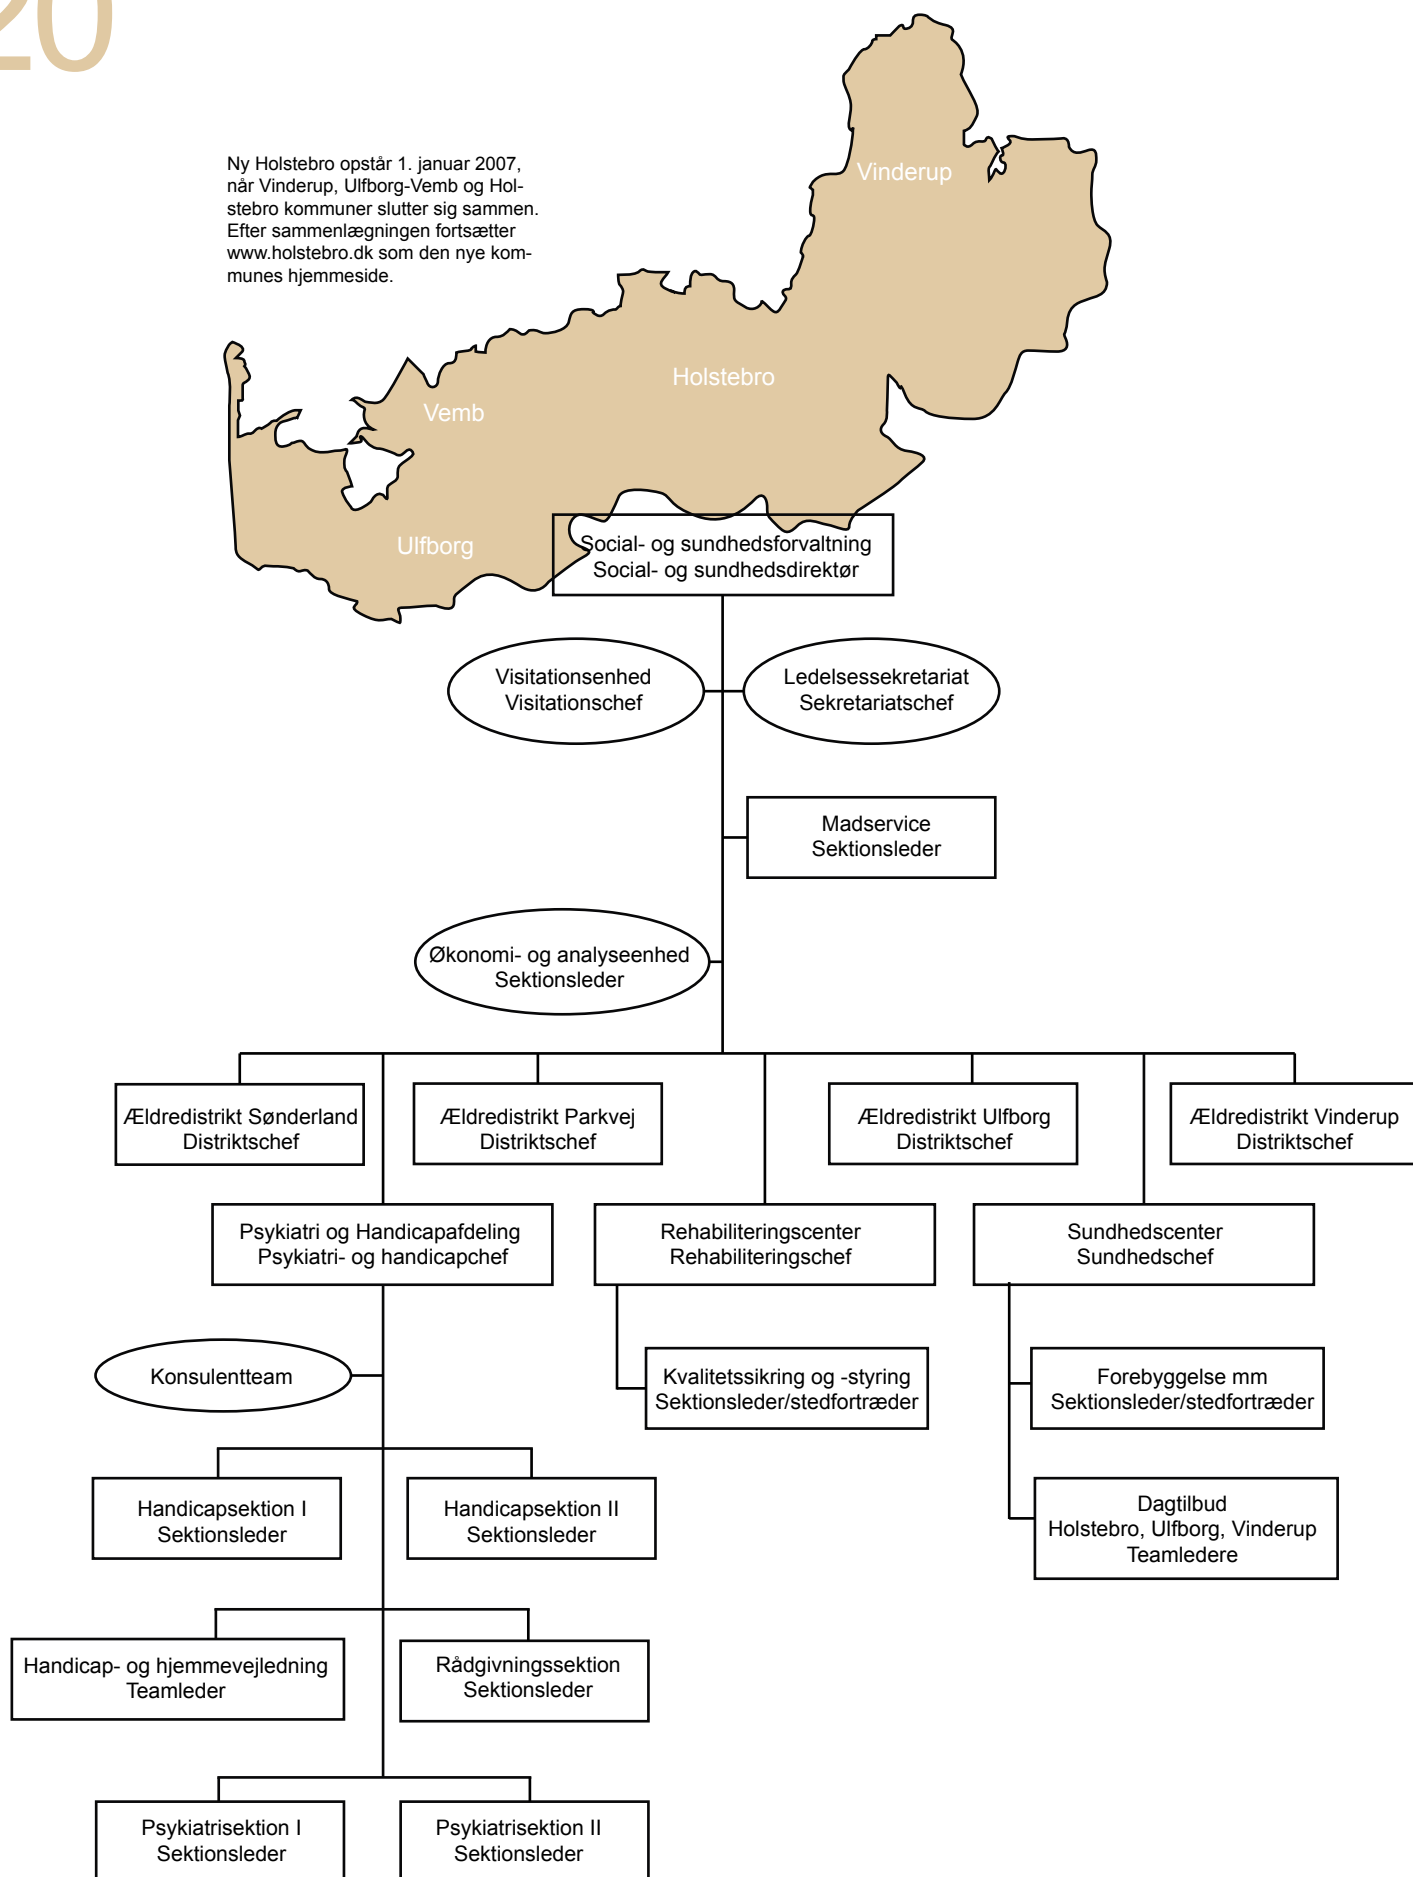 20
Ny Holstebro opstår 1. januar 2007,
når Vinderup, Ulfborg-Vemb og Hol-
stebro kommuner slutter sig sammen.
Efter sammenlægningen fortsætter
www.holstebro.dk som den nye kom-
munes hjemmeside.
Vinderup
Holstebro
Vemb
Ulfborg
Social- og sundhedsforvaltning
Social- og sundhedsdirektør
Visitationsenhed
Visitationschef
Ledelsessekretariat
Sekretariatschef
Madservice
Sektionsleder
Økonomi- og analyseenhed
Sektionsleder
Ældredistrikt Sønderland
Distriktschef
Ældredistrikt Parkvej
Distriktschef
Ældredistrikt Ulfborg
Distriktschef
Ældredistrikt Vinderup
Distriktschef
Psykiatri og Handicapafdeling
Psykiatri- og handicapchef
Rehabiliteringscenter
Rehabiliteringschef
Sundhedscenter
Sundhedschef
Konsulentteam
Kvalitetssikring og -styring
Sektionsleder/stedfortræder
Forebyggelse mm
Sektionsleder/stedfortræder
Handicapsektion I
Sektionsleder
Handicapsektion II
Sektionsleder
Dagtilbud
Holstebro, Ulfborg, Vinderup
Teamledere
Handicap- og hjemmevejledning
Teamleder
Rådgivningssektion
Sektionsleder
Psykiatrisektion I
Sektionsleder
Psykiatrisektion II
Sektionsleder